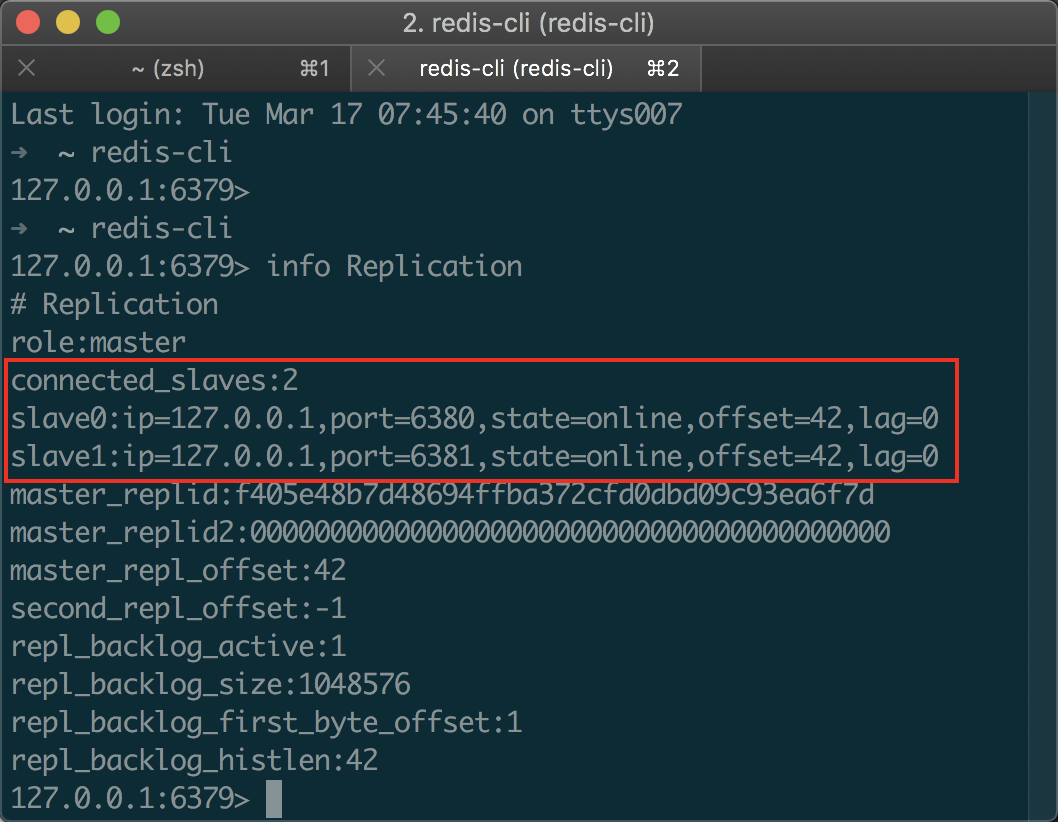 2. redis-cli (redis-cli)
~ (zsh) ⌘1 redis-cli (redis-cli) ⌘2
Last login: Tue Mar 17 07:45:40 on ttys007
➜ ~ redis-cli
127.0.0.1:6379>
➜ ~ redis-cli
127.0.0.1:6379> info Replication
# Replication
role:master
connected_slaves:2
slave0:ip=127.0.0.1,port=6380,state=online,offset=42,lag=0
slave1:ip=127.0.0.1,port=6381,state=online,offset=42,lag=0
master_replid:f405e48b7d48694ffba372cfd0dbd09c93ea6f7d
master_replid2:0000000000000000000000000000000000000000
master_repl_offset:42
second_repl_offset:-1
repl_backlog_active:1
repl_backlog_size:1048576
repl_backlog_first_byte_offset:1
repl_backlog_histlen:42
127.0.0.1:6379>